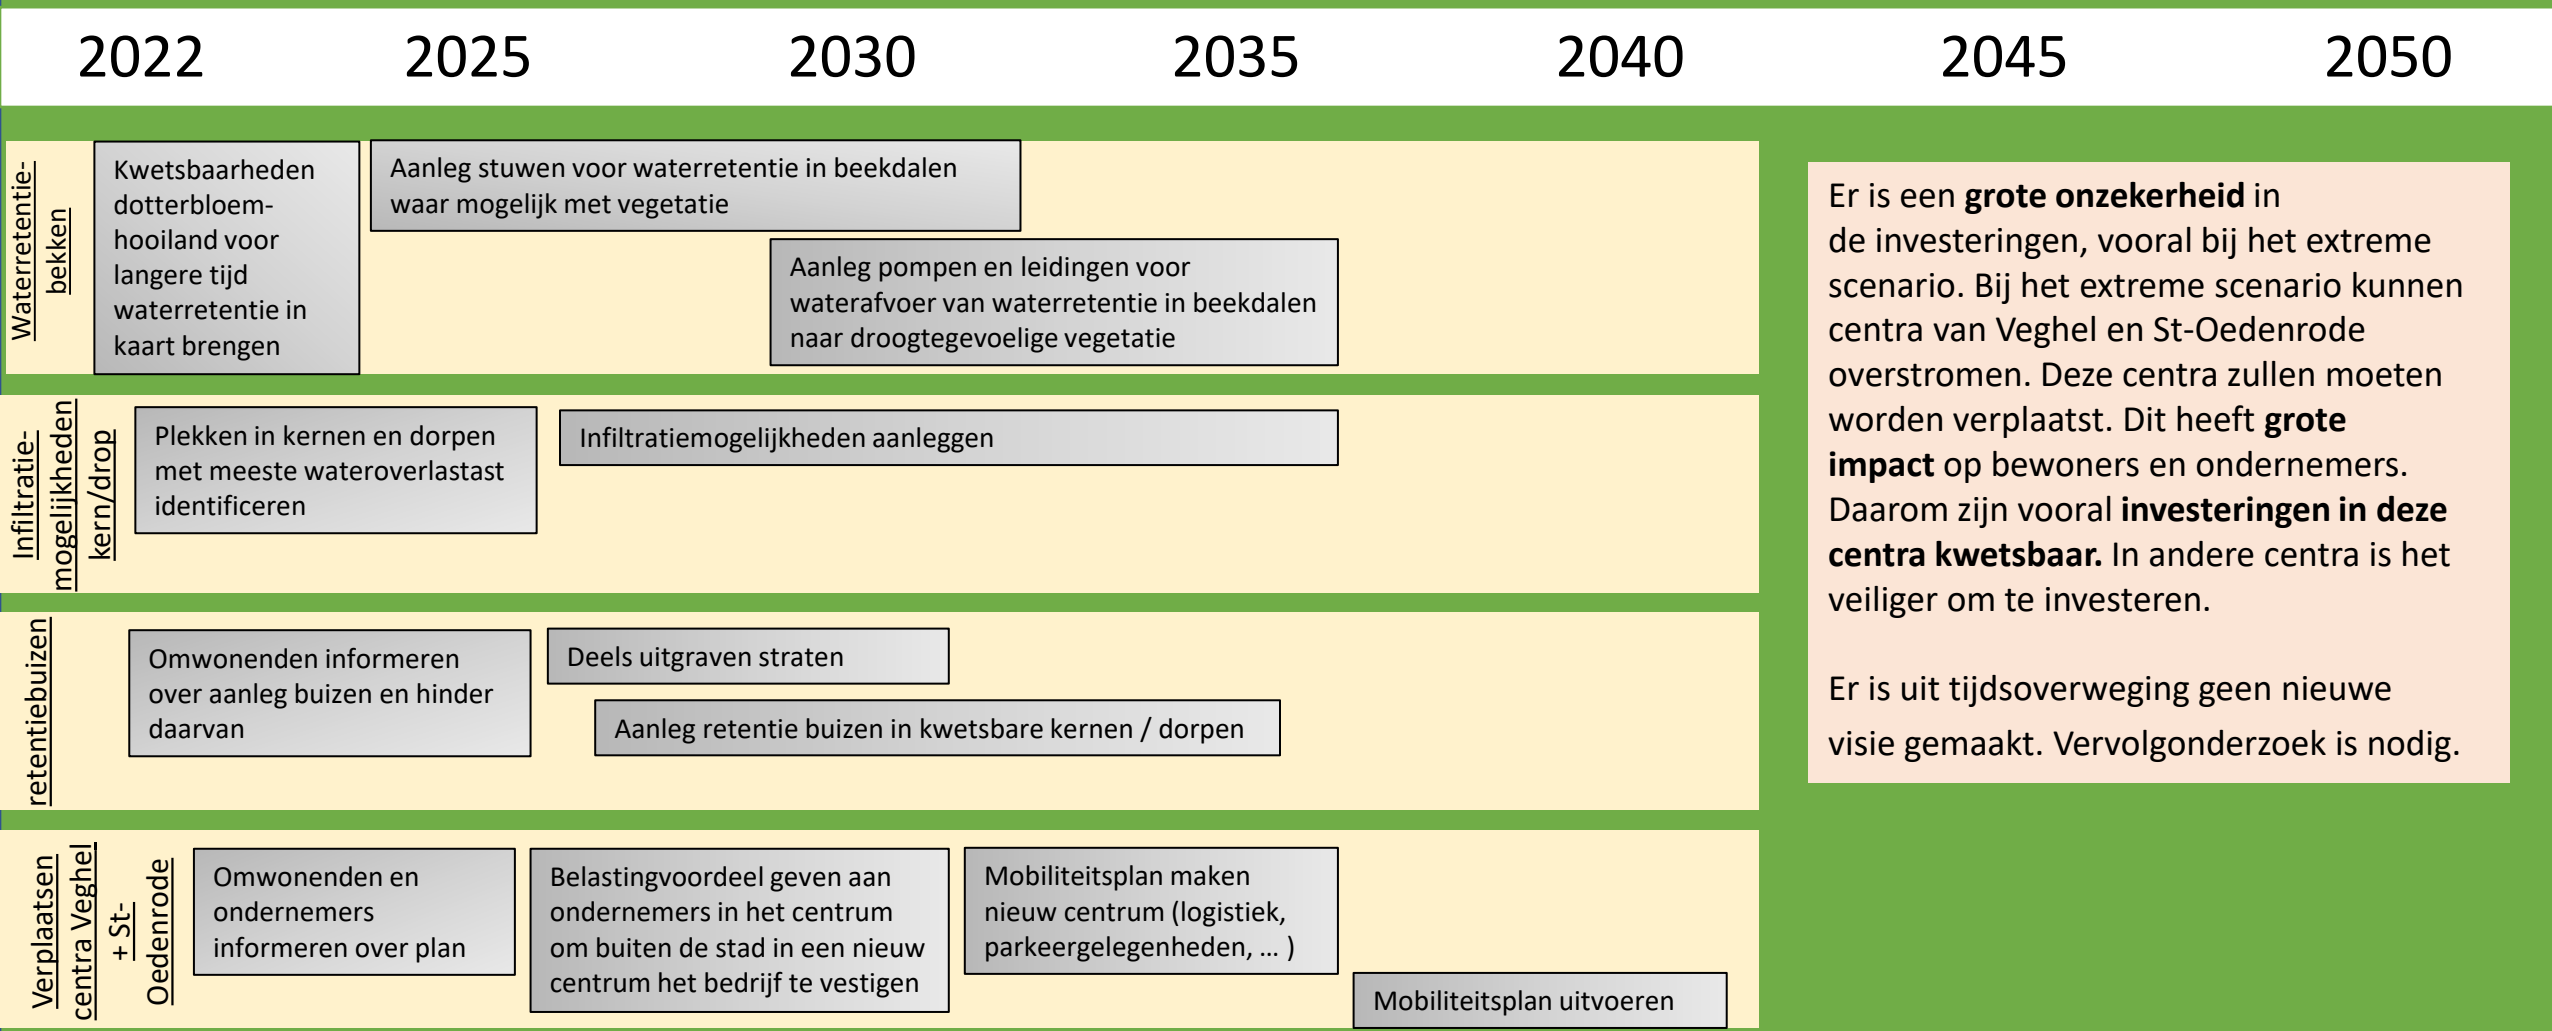 2022 2025 2030 2035 2040 2045 2050
Waterretentie-
bekken
Kwetsbaarheden
dotterbloem-
hooiland voor
langere tijd
waterretentie in
kaart brengen
Aanleg stuwen voor waterretentie in beekdalen
waar mogelijk met vegetatie
Aanleg pompen en leidingen voor
waterafvoer van waterretentie in beekdalen
naar droogtegevoelige vegetatie
Infiltratie-
mogelijkheden
kern/drop
Plekken in kernen en dorpen
met meeste wateroverlastast
identificeren
Infiltratiemogelijkheden aanleggen
retentiebuizen
Omwonenden informeren
over aanleg buizen en hinder
daarvan
Deels uitgraven straten
Aanleg retentie buizen in kwetsbare kernen / dorpen
Verplaatsen
centra Veghel
+ St-
Oedenrode
Omwonenden en
ondernemers
informeren over plan
Belastingvoordeel geven aan
ondernemers in het centrum
om buiten de stad in een nieuw
centrum het bedrijf te vestigen
Mobiliteitsplan maken
nieuw centrum (logistiek,
parkeergelegenheden, ... )
Mobiliteitsplan uitvoeren
Er is een grote onzekerheid in
de investeringen, vooral bij het extreme
scenario. Bij het extreme scenario kunnen
centra van Veghel en St-Oedenrode
overstromen. Deze centra zullen moeten
worden verplaatst. Dit heeft grote
impact op bewoners en ondernemers.
Daarom zijn vooral investeringen in deze
centra kwetsbaar. In andere centra is het
veiliger om te investeren.
Er is uit tijdsoverweging geen nieuwe
visie gemaakt. Vervolgonderzoek is nodig.